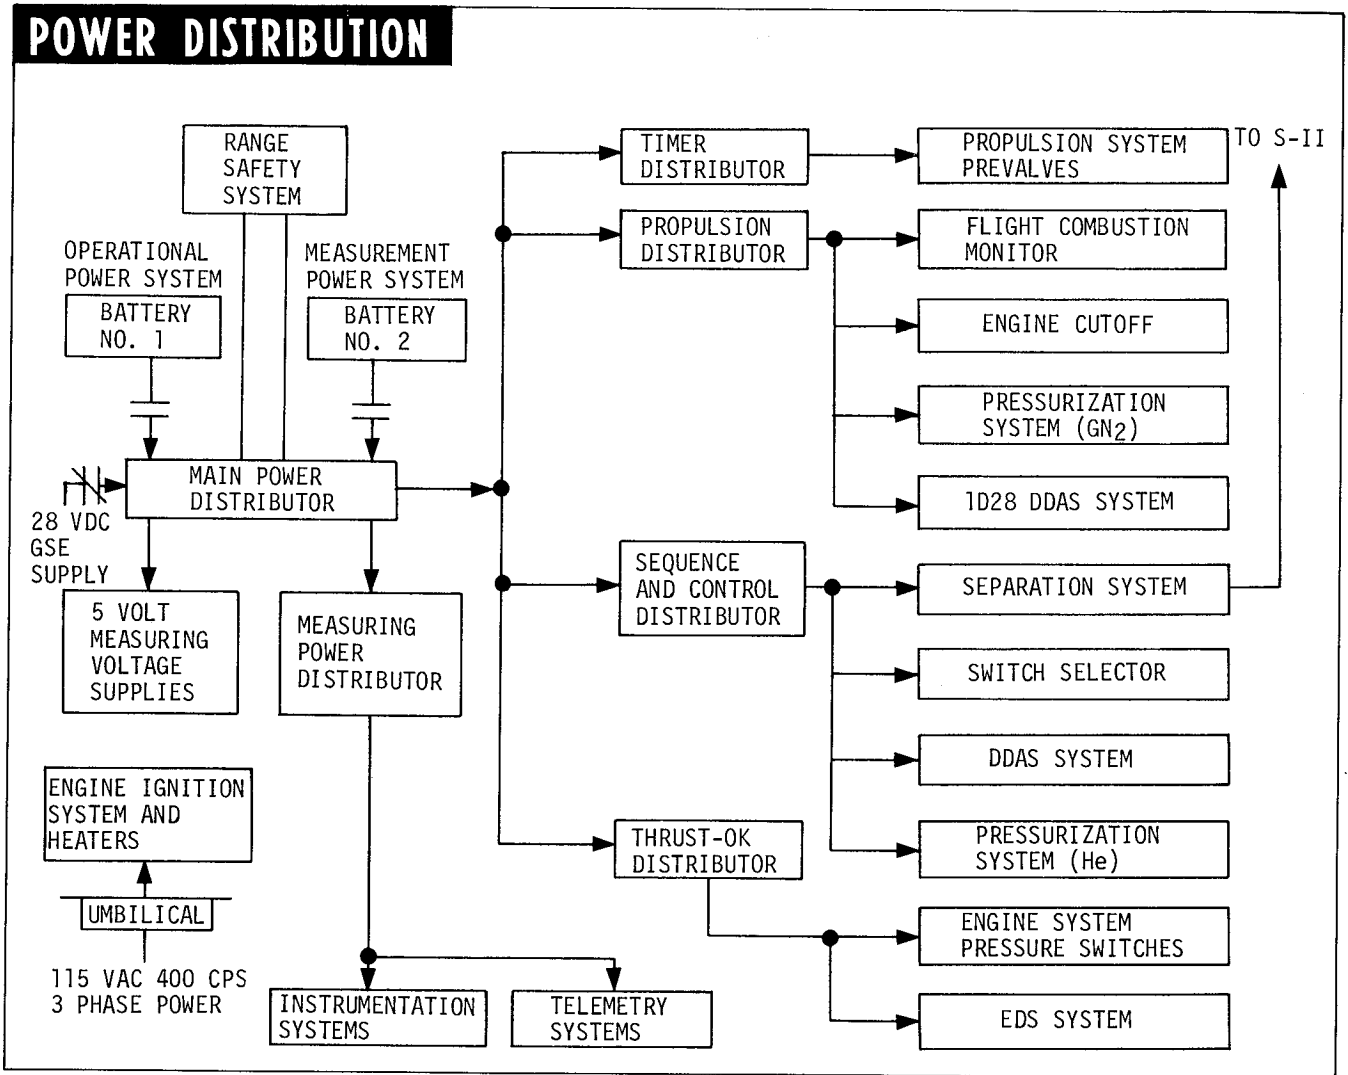 POWER DISTRIBUTION
RANGE
SAFETY
SYSTEM
OPERATIONAL
POWER SYSTEM
BATTERY
NO. 1
MEASUREMENT
POWER SYSTEM
BATTERY
NO. 2
MAIN POWER
DISTRIBUTOR
28 VDC
GSE
SUPPLY
5 VOLT
MEASURING
VOLTAGE
SUPPLIES
MEASURING
POWER
DISTRIBUTOR
ENGINE IGNITION
SYSTEM AND
HEATERS
UMBILICAL
115 VAC 400 CPS
3 PHASE POWER
INSTRUMENTATION
SYSTEMS
TELEMETRY
SYSTEMS
TIMER
DISTRIBUTOR
PROPULSION
DISTRIBUTOR
SEQUENCE
AND CONTROL
DISTRIBUTOR
THRUST-OK
DISTRIBUTOR
PROPULSION SYSTEM
PREVALVES
TO S-II
FLIGHT COMBUSTION
MONITOR
ENGINE CUTOFF
PRESSURIZATION
SYSTEM (GN2)
1D28 DDAS SYSTEM
SEPARATION SYSTEM
SWITCH SELECTOR
DDAS SYSTEM
PRESSURIZATION
SYSTEM (He)
ENGINE SYSTEM
PRESSURE SWITCHES
EDS SYSTEM